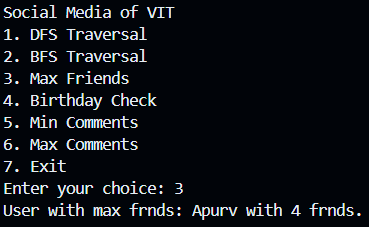 Social Media of VIT
1. DFS Traversal
2. BFS Traversal
3. Max Friends
4. Birthday Check
5. Min Comments
6. Max Comments
7. Exit
Enter your choice: 3
User with max frnds: Apurv with 4 frnds.